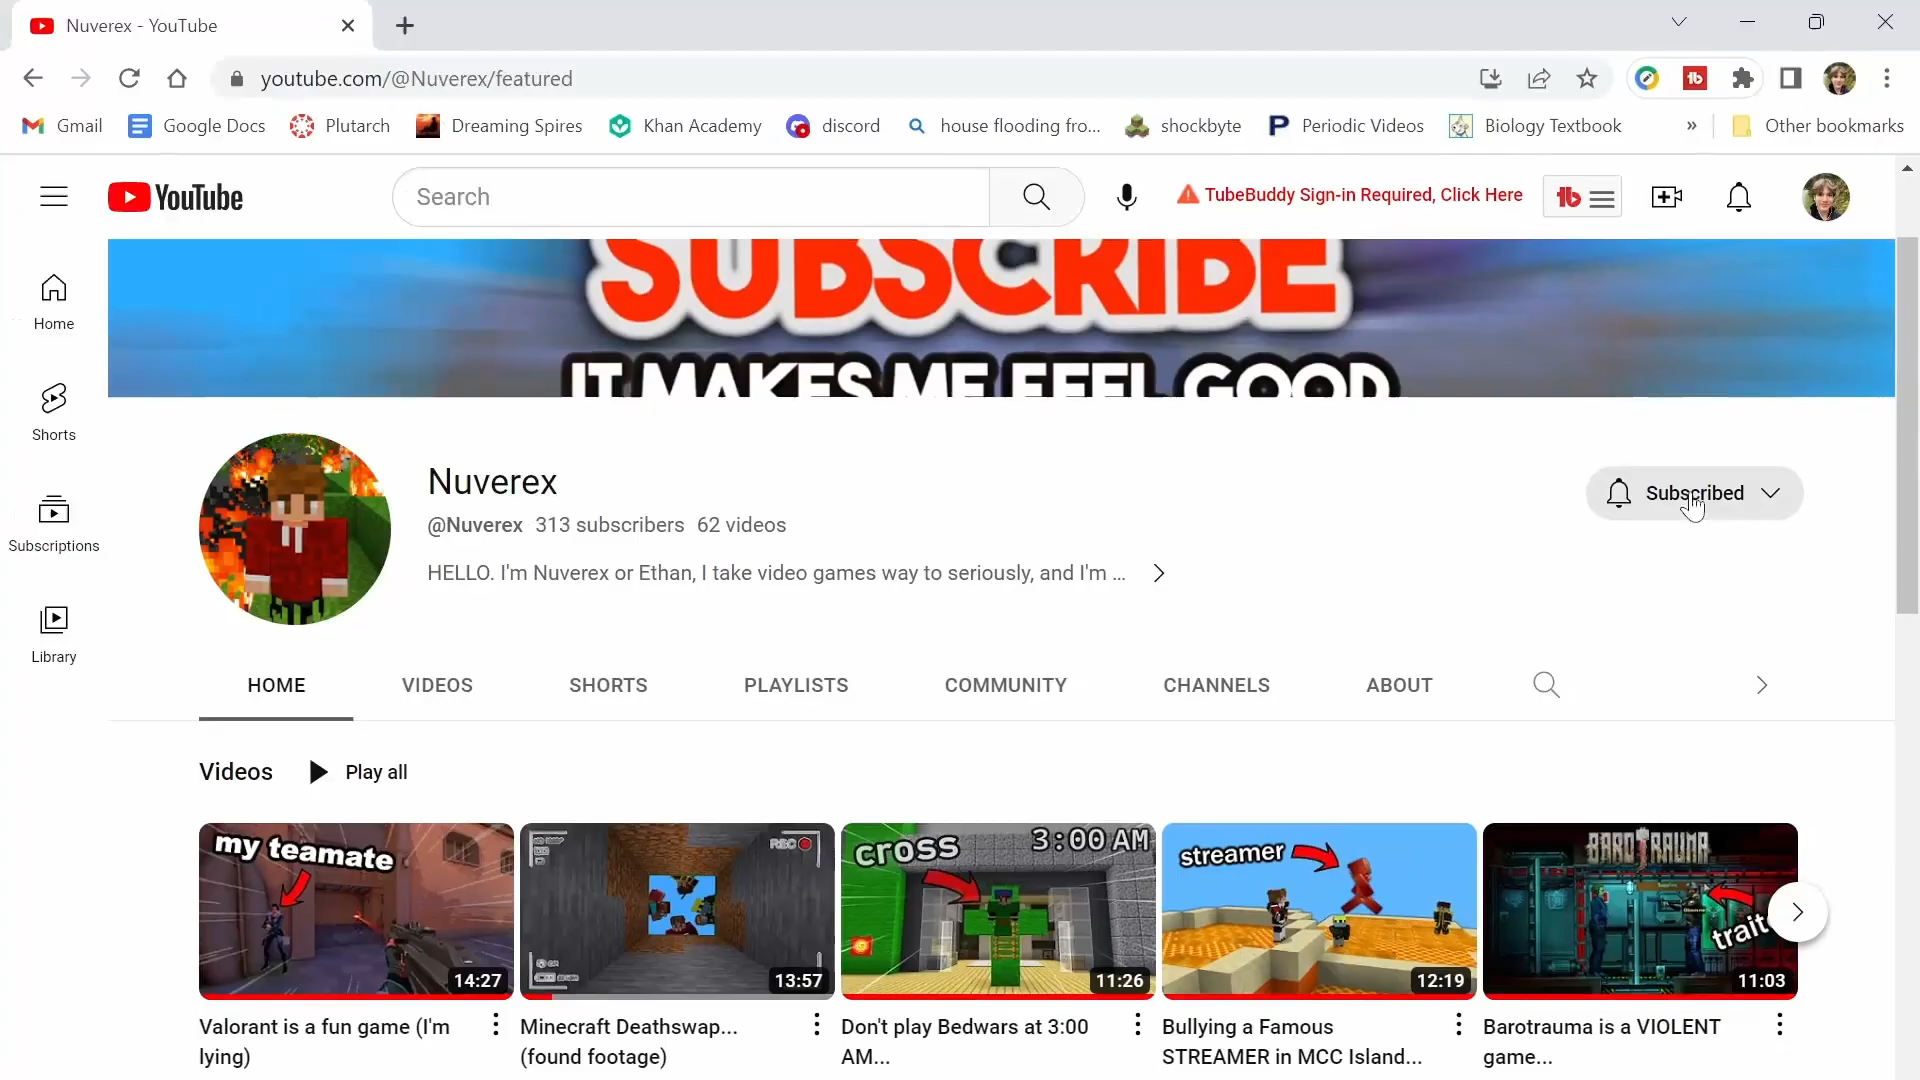 Nuverex - YouTube
youtube.com/@Nuverex/featured
Gmail
Google Docs
Plutarch
Dreaming Spires
Khan Academy
discord
house flooding fro...
shockbyte
Periodic Videos
Biology Textbook
»
Other bookmarks
YouTube
Search
TubeBuddy Sign-in Required, Click Here
tb
SUBSCRIBE
IT MAKES ME FEEL GOOD
Home
Shorts
Subscriptions
Library
Nuverex
@Nuverex 313 subscribers 62 videos
HELLO. I'm Nuverex or Ethan, I take video games way to seriously, and I'm ...
Subscribed
HOME
VIDEOS
SHORTS
PLAYLISTS
COMMUNITY
CHANNELS
ABOUT
Videos
Play all
my teamate
14:27
REC
13:57
cross
3:00 AM
11:26
streamer
12:19
BAROTRAUMA
trait
11:03
Valorant is a fun game (I'm
lying)
Minecraft Deathswap...
(found footage)
Don't play Bedwars at 3:00
AM...
Bullying a Famous
STREAMER in MCC Island...
Barotrauma is a VIOLENT
game...